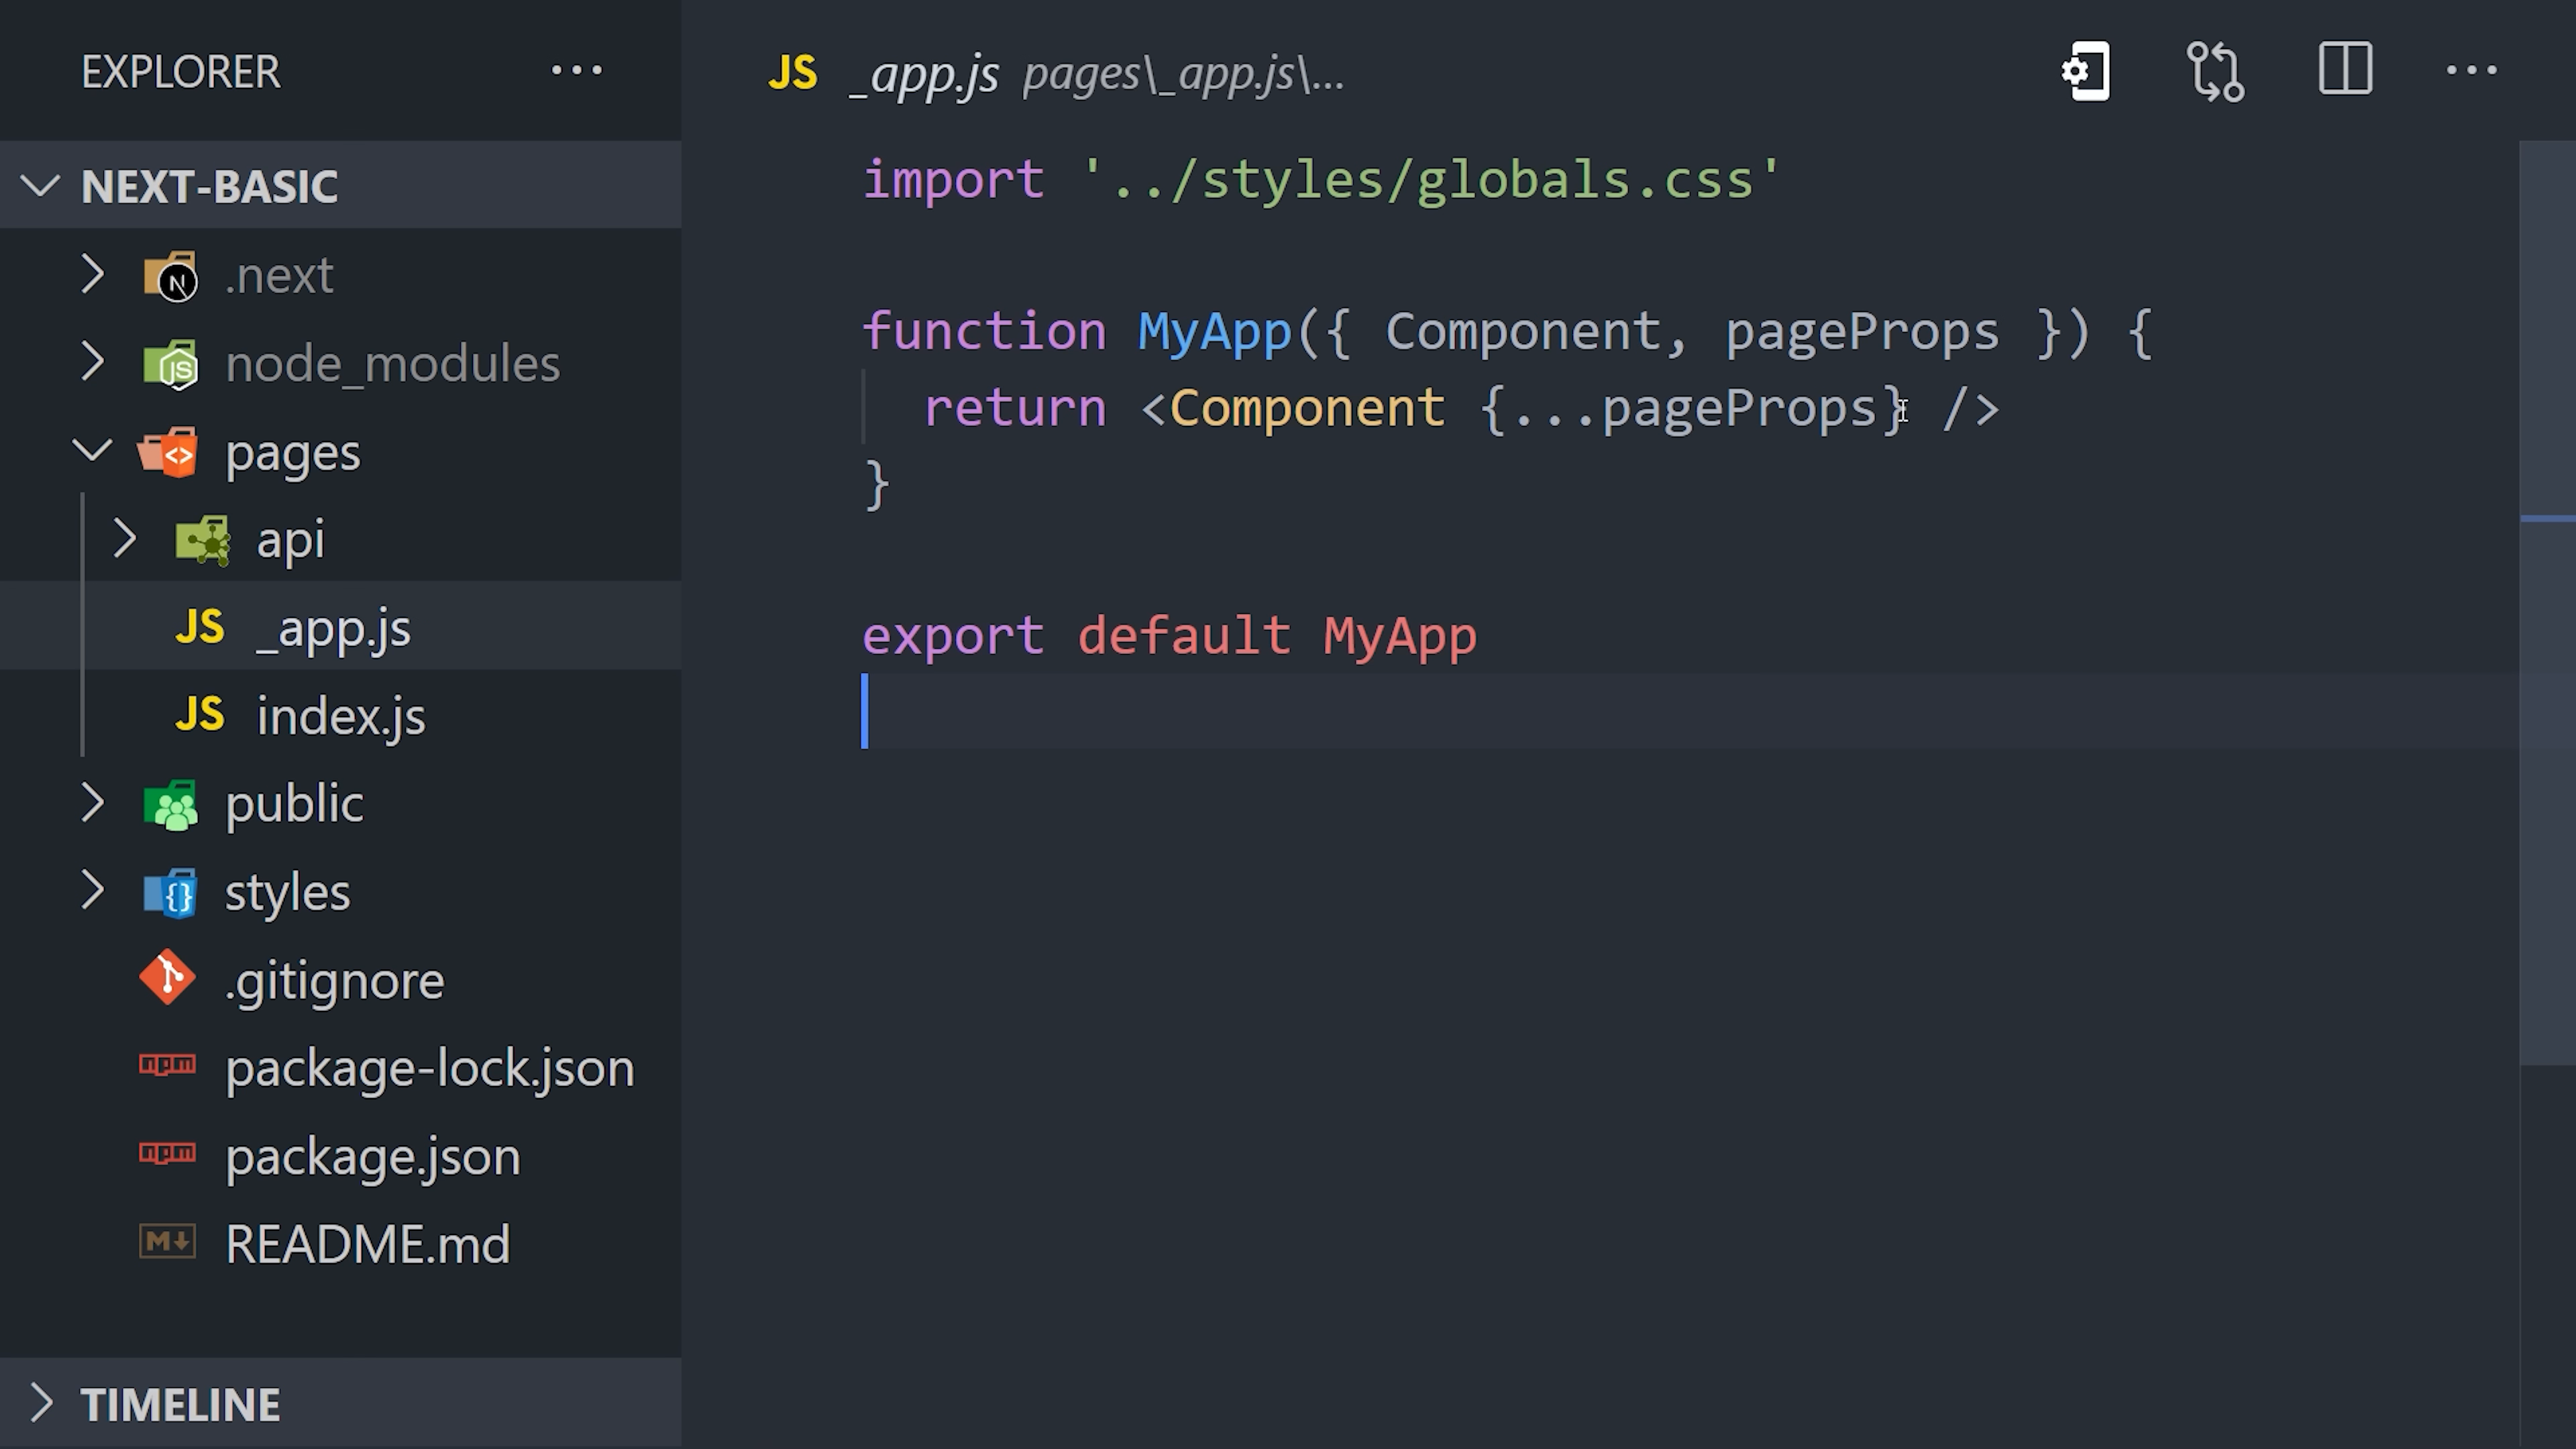 EXPLORER
NEXT-BASIC
.next
node_modules
pages
api
JS _app.js
JS index.js
public
styles
.gitignore
package-lock.json
package.json
README.md
TIMELINE
JS _app.js pages\_app.js\...
import '../styles/globals.css'
function MyApp({ Component, pageProps }) {
return <Component {...pageProps} />
}
export default MyApp